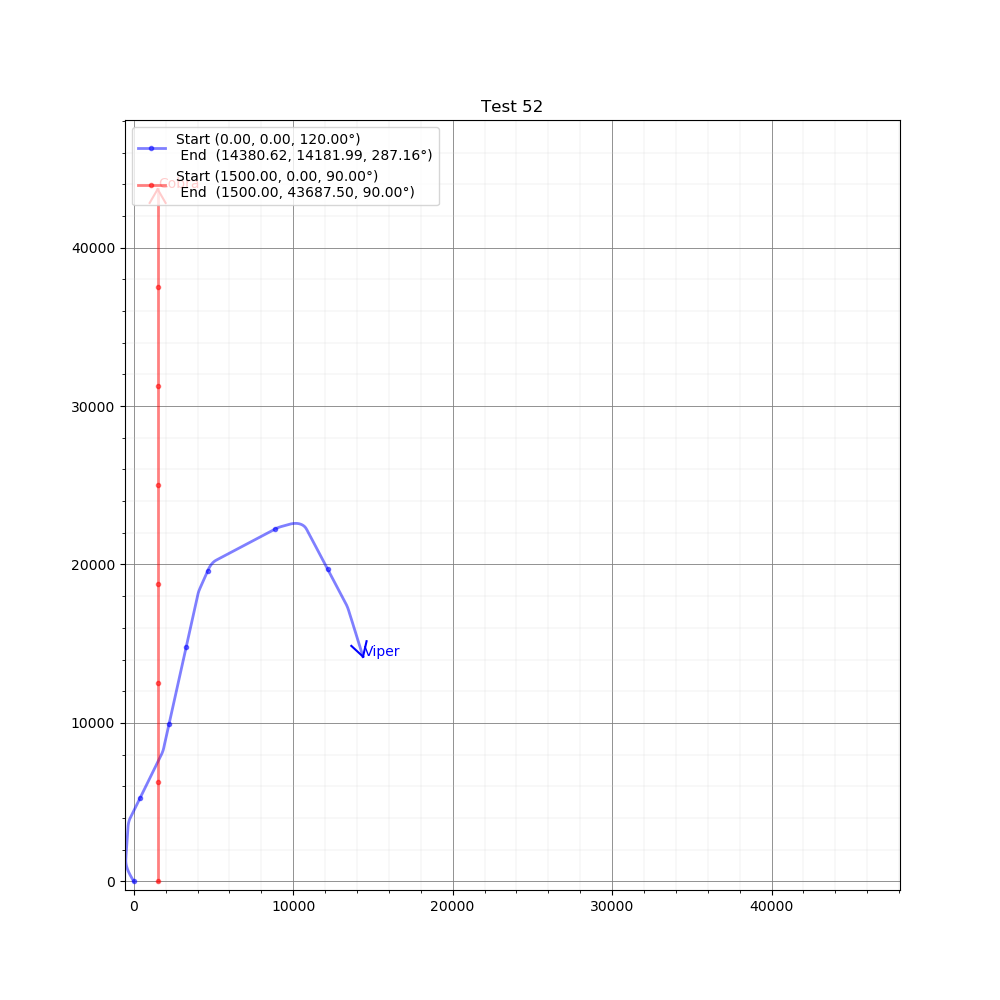 Test 52
Start (0.00, 0.00, 120.00°)
End (14380.62, 14181.99, 287.16°)
Start (1500.00, 0.00, 90.00°)
End (1500.00, 43687.50, 90.00°)
40000
30000
20000
10000
0
Viper
0
10000
20000
30000
40000